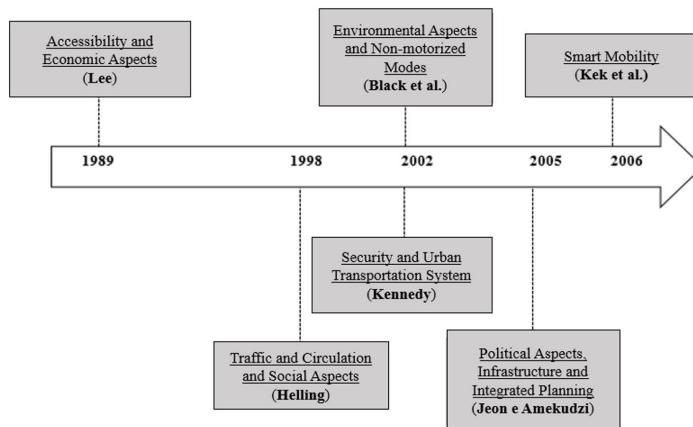 Accessibility and
Economic Aspects
(Lee)
Environmental Aspects
and Non-motorized
Modes
(Black et al.)
Smart Mobility
(Kek et al.)
1989
1998
2002
2005
2006
Security and Urban
Transportation System
(Kennedy)
Traffic and Circulation
and Social Aspects
(Helling)
Political Aspects,
Infrastructure and
Integrated Planning
(Jeon e Amekudzi)